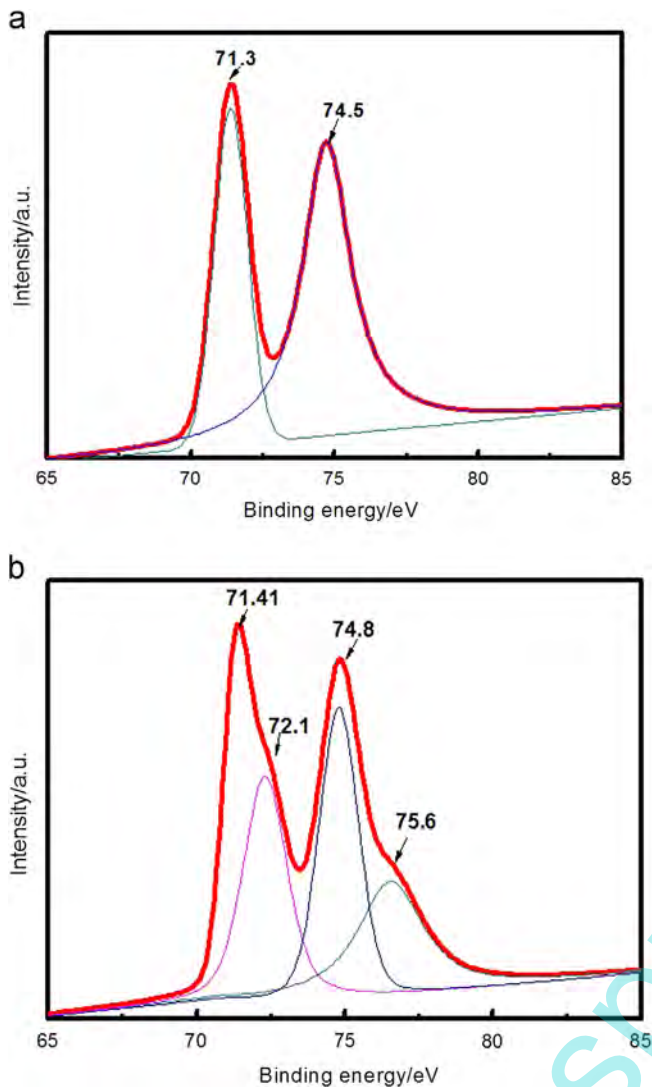 a
71.3
74.5
Intensity/a.u.
65 70 75 80 85
Binding energy/eV
b
71.41
74.8
72.1
75.6
Intensity/a.u.
65 70 75 80 85
Binding energy/eV